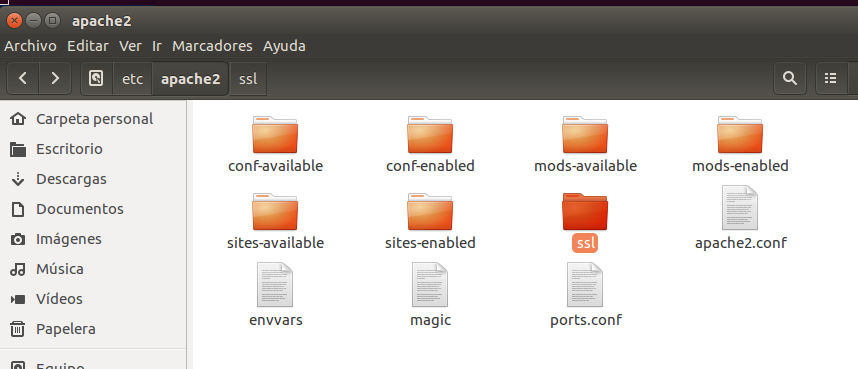 apache2
Archivo Editar Ver Ir Marcadores Ayuda
etc apache2 ssl
Carpeta personal
Escritorio
Descargas
Documentos
Imágenes
Música
Vídeos
Papelera
Equipo
conf-available conf-enabled mods-available mods-enabled
sites-available sites-enabled ssl apache2.conf
envvars magic ports.conf